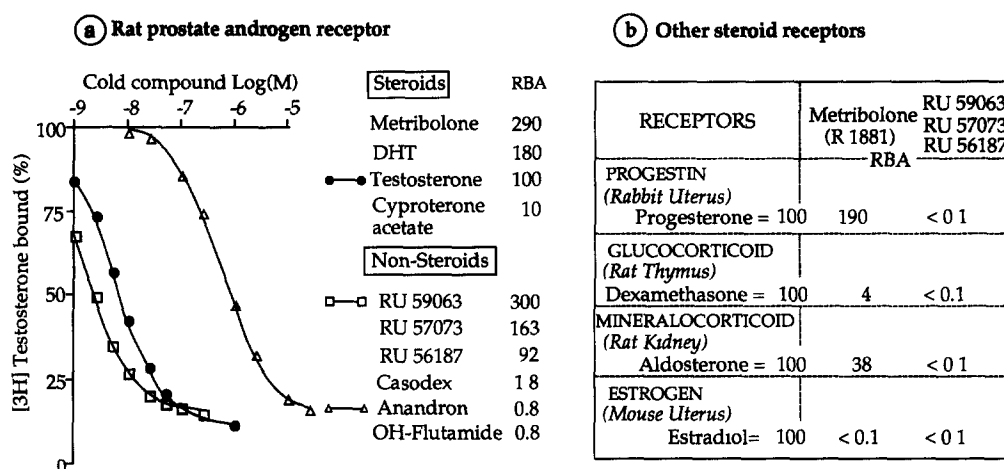 a Rat prostate androgen receptor
Cold compound Log(M)
-9 -8 -7 -6 -5
100
75
50
25
0
[3H] Testosterone bound (%)
Steroids RBA
Metribolone 290
DHT 180
Testosterone 100
Cyproterone acetate 10
Non-Steroids
RU 59063 300
RU 57073 163
RU 56187 92
Casodex 1 8
Anandron 0.8
OH-Flutamide 0.8
b Other steroid receptors
RECEPTORS
Metribolone
(R 1881)
RU 59063
RU 57073
RU 56187
RBA
PROGESTIN
(Rabbit Uterus)
Progesterone = 100 190 < 0 1
GLUCOCORTICOID
(Rat Thymus)
Dexamethasone = 100 4 < 0.1
MINERALOCORTICOID
(Rat Kidney)
Aldosterone = 100 38 < 0 1
ESTROGEN
(Mouse Uterus)
Estradiol= 100 < 0.1 < 0 1